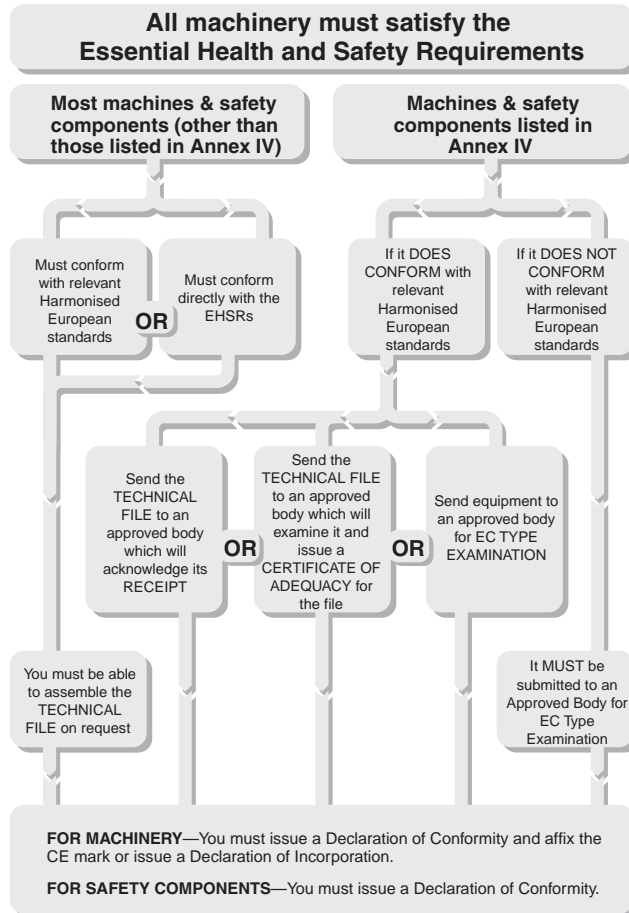 All machinery must satisfy the
Essential Health and Safety Requirements
Most machines & safety
components (other than
those listed in Annex IV)
Machines & safety
components listed in
Annex IV
Must conform
with relevant
Harmonised
European
standards
OR
Must conform
directly with the
EHSRs
If it DOES
CONFORM with
relevant
Harmonised
European
standards
If it DOES NOT
CONFORM
with relevant
Harmonised
European
standards
Send the
TECHNICAL
FILE to an
approved body
which will
acknowledge its
RECEIPT
OR
Send the
TECHNICAL FILE
to an approved
body which will
examine it and
issue a
CERTIFICATE OF
ADEQUACY for
the file
OR
Send equipment to
an approved body
for EC TYPE
EXAMINATION
You must be able
to assemble the
TECHNICAL
FILE on request
It MUST be
submitted to an
Approved Body for
EC Type
Examination
FOR MACHINERY—You must issue a Declaration of Conformity and affix the
CE mark or issue a Declaration of Incorporation.
FOR SAFETY COMPONENTS—You must issue a Declaration of Conformity.